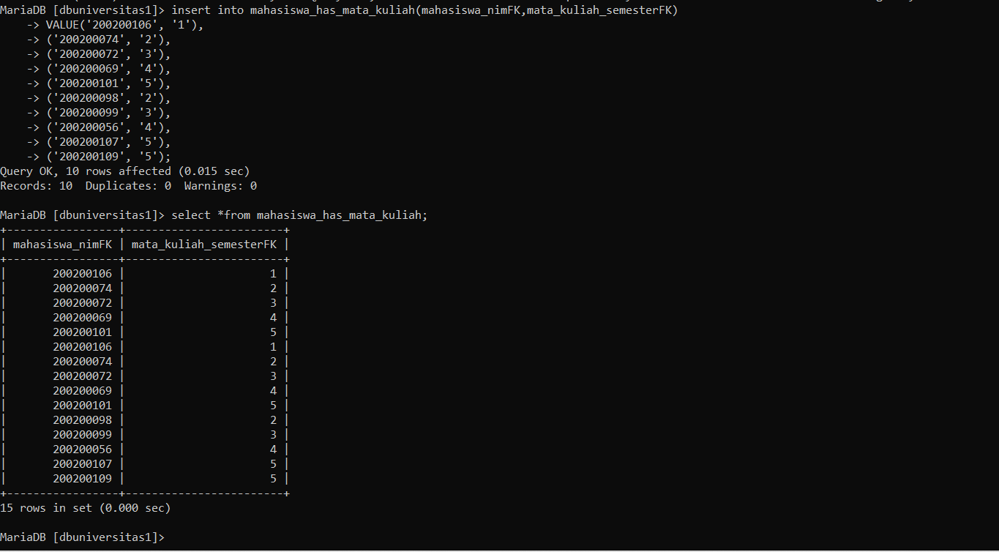 MariaDB [dbuniversitas1]> insert into mahasiswa_has_mata_kuliah(mahasiswa_nimFK,mata_kuliah_semesterFK)
    -> VALUE('200200106', '1'),
    -> ('200200074', '2'),
    -> ('200200072', '3'),
    -> ('200200069', '4'),
    -> ('200200101', '5'),
    -> ('200200098', '2'),
    -> ('200200099', '3'),
    -> ('200200056', '4'),
    -> ('200200107', '5'),
    -> ('200200109', '5');
Query OK, 10 rows affected (0.015 sec)
Records: 10  Duplicates: 0  Warnings: 0

MariaDB [dbuniversitas1]> select *from mahasiswa_has_mata_kuliah;
+-----------------+------------------------+
| mahasiswa_nimFK | mata_kuliah_semesterFK |
+-----------------+------------------------+
|       200200106 |                      1 |
|       200200074 |                      2 |
|       200200072 |                      3 |
|       200200069 |                      4 |
|       200200101 |                      5 |
|       200200106 |                      1 |
|       200200074 |                      2 |
|       200200072 |                      3 |
|       200200069 |                      4 |
|       200200101 |                      5 |
|       200200098 |                      2 |
|       200200099 |                      3 |
|       200200056 |                      4 |
|       200200107 |                      5 |
|       200200109 |                      5 |
+-----------------+------------------------+
15 rows in set (0.000 sec)

MariaDB [dbuniversitas1]>